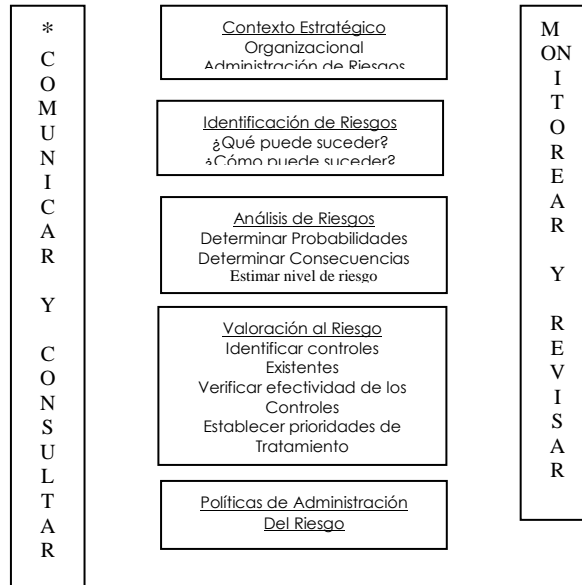 *
C
O
M
U
N
I
C
A
R
Y
C
O
N
S
U
L
T
A
R
Contexto Estratégico
Organizacional
Administración de Riesgos
Identificación de Riesgos
¿Qué puede suceder?
¿Cómo puede suceder?
Análisis de Riesgos
Determinar Probabilidades
Determinar Consecuencias
Estimar nivel de riesgo
Valoración al Riesgo
Identificar controles
Existentes
Verificar efectividad de los
Controles
Establecer prioridades de
Tratamiento
Políticas de Administración
Del Riesgo
M
ON
I
T
O
R
E
A
R
Y
R
E
V
I
S
A
R